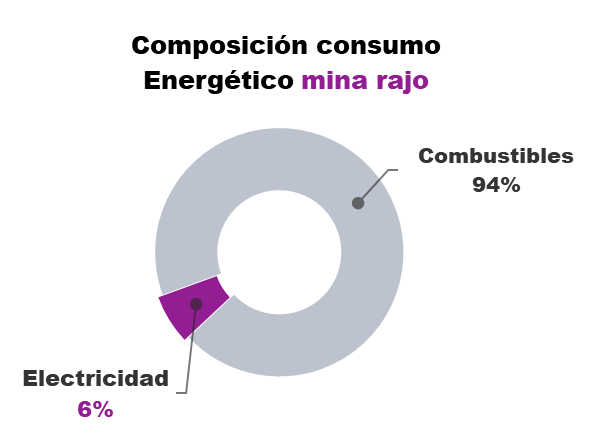 Composición consumo
Energético mina rajo
Combustibles
94%
Electricidad
6%